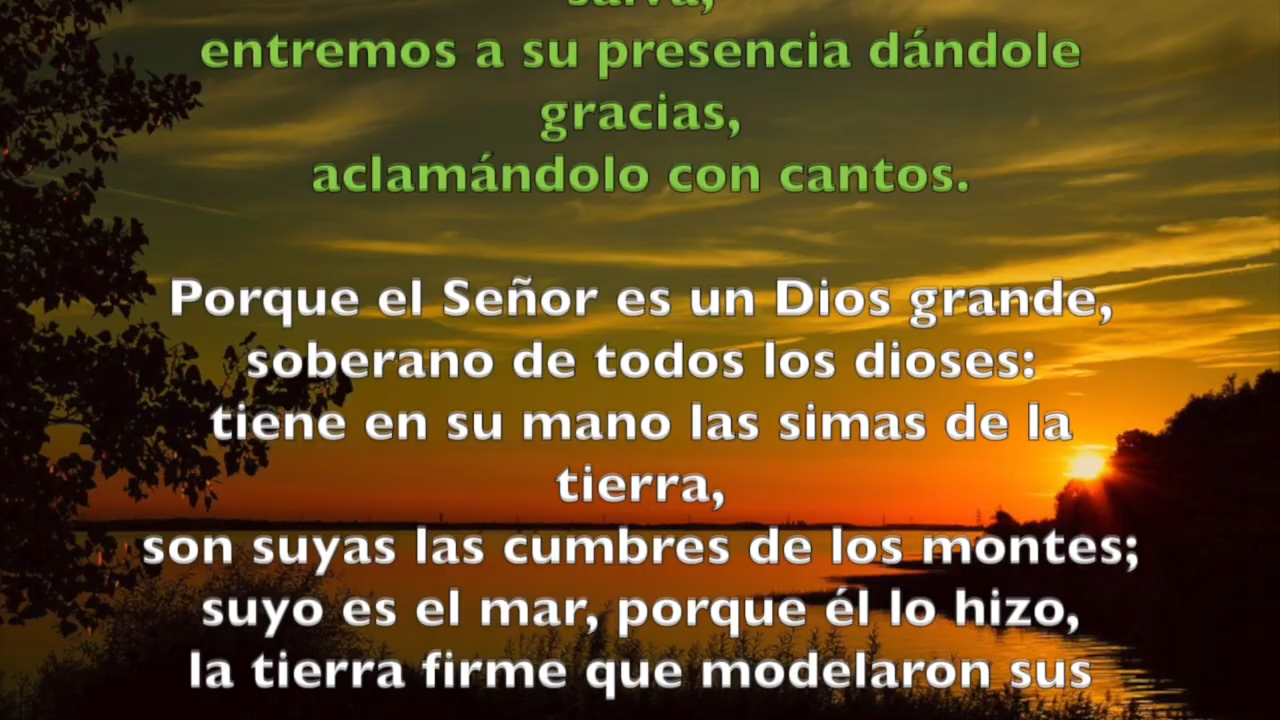 salva,
entremos a su presencia dándole
gracias,
aclamándolo con cantos.
Porque el Señor es un Dios grande,
soberano de todos los dioses:
tiene en su mano las simas de la
tierra,
son suyas las cumbres de los montes;
suyo es el mar, porque él lo hizo,
la tierra firme que modelaron sus